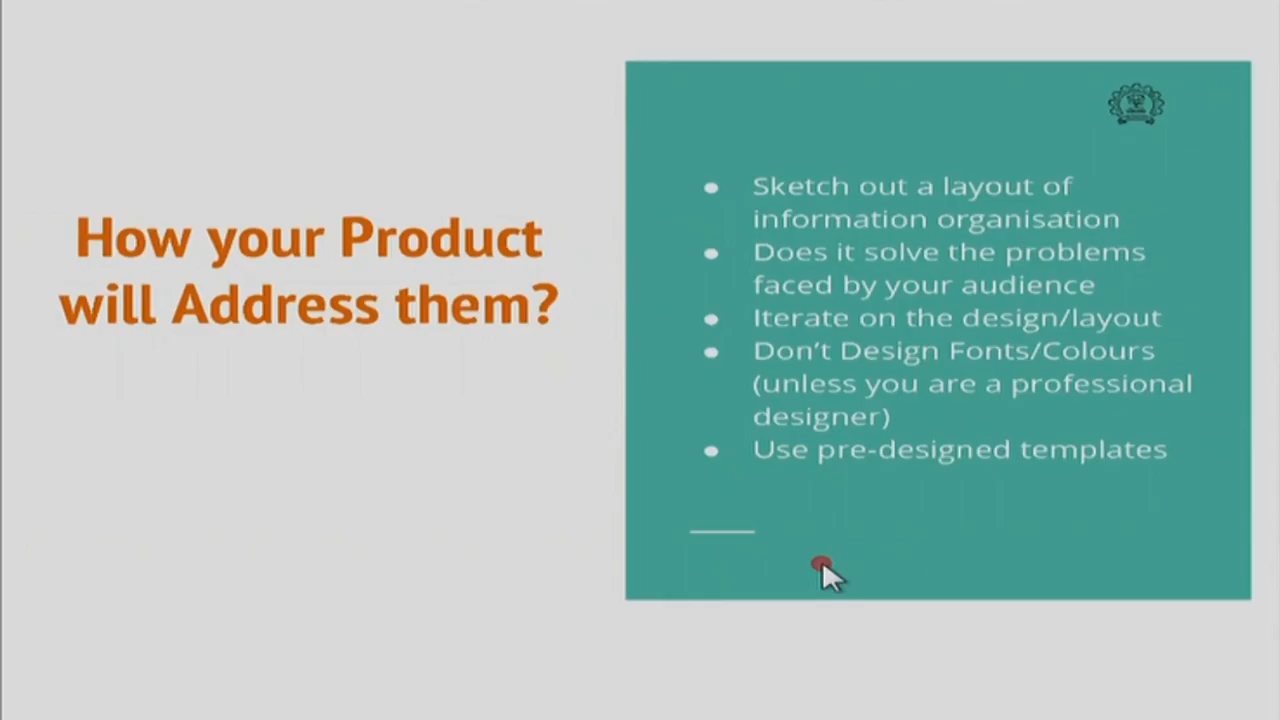 How your Product
will Address them?
● Sketch out a layout of
information organisation
● Does it solve the problems
faced by your audience
● Iterate on the design/layout
● Don't Design Fonts/Colours
(unless you are a professional
designer)
● Use pre-designed templates